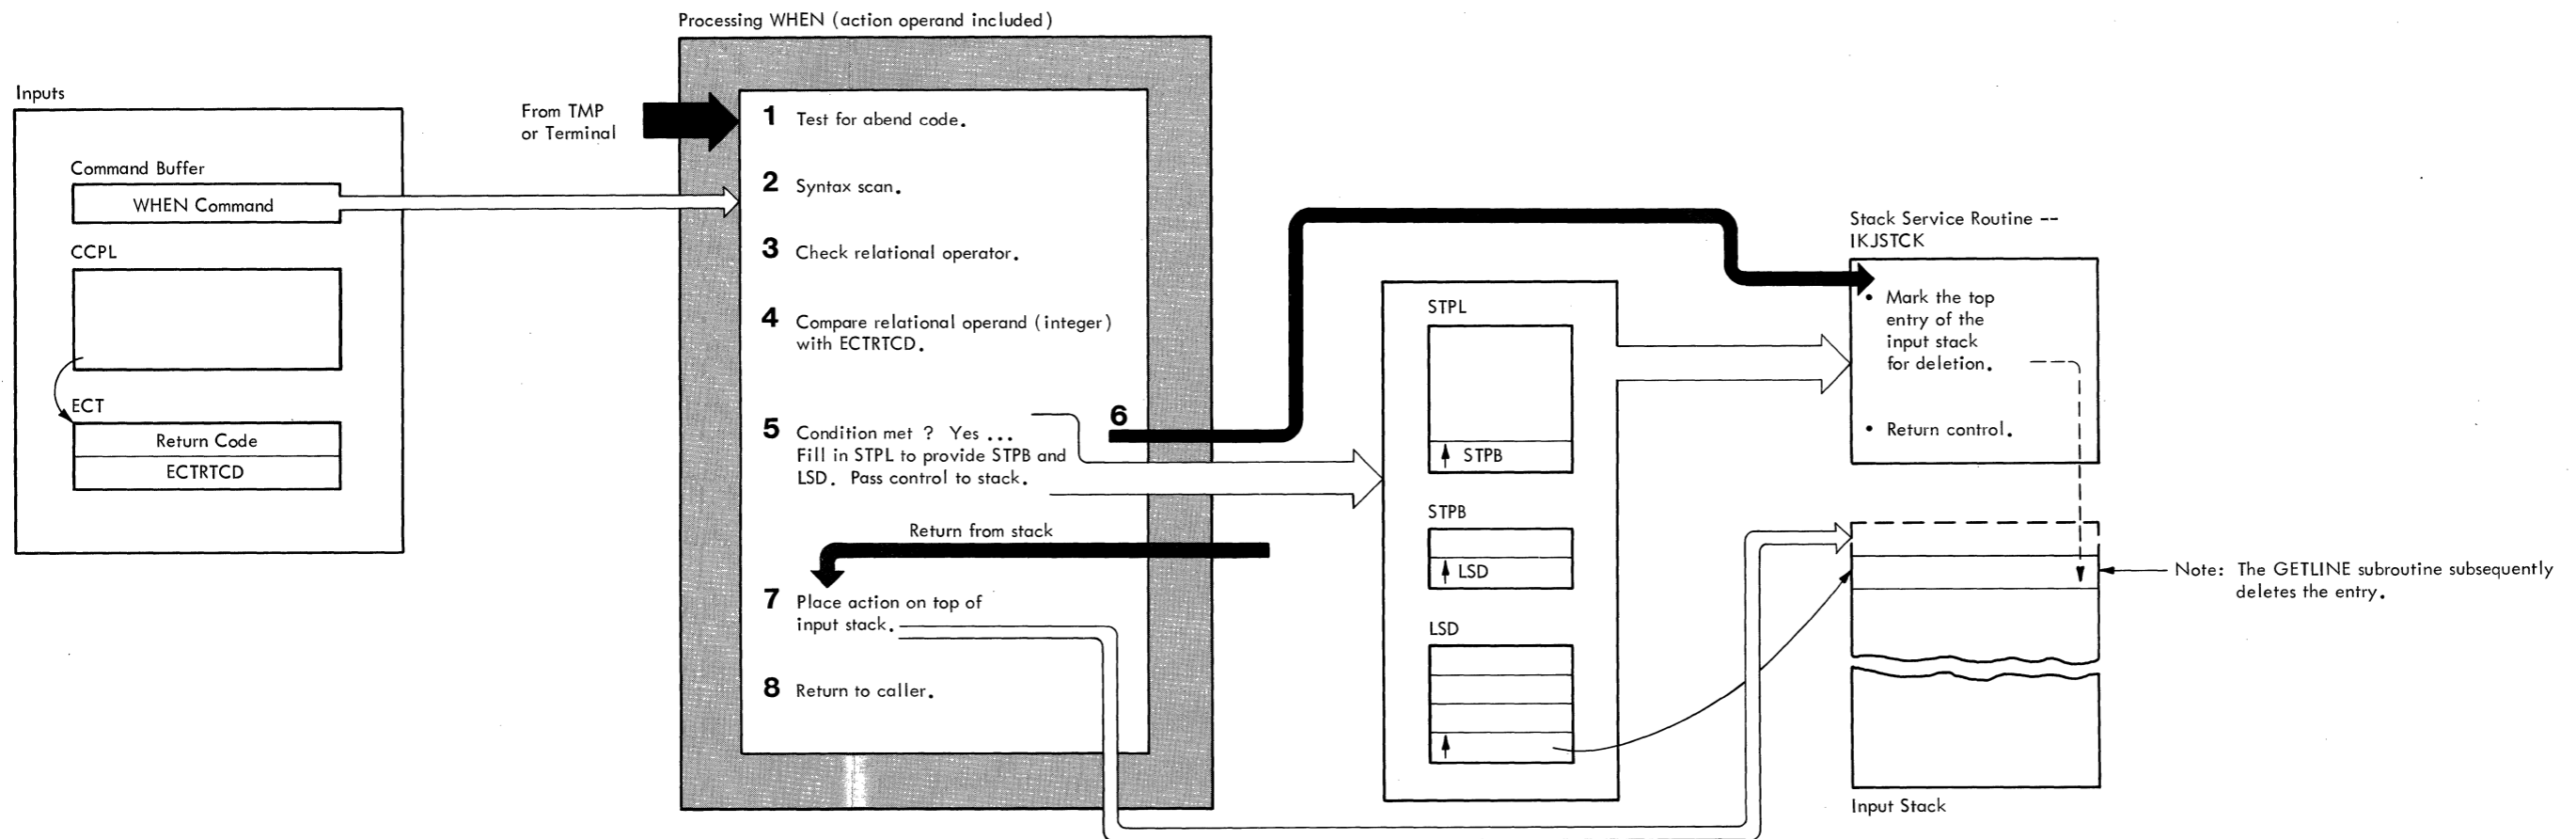 Processing WHEN (action operand included)
Inputs
Command Buffer
WHEN Command
CCPL
ECT
Return Code
ECTRTCD
From TMP
or Terminal
1 Test for abend code.
2 Syntax scan.
3 Check relational operator.
4 Compare relational operand (integer)
with ECTRTCD.
5 Condition met ? Yes ...
Fill in STPL to provide STPB and
LSD. Pass control to stack.
6
Return from stack
7 Place action on top of
input stack.
8 Return to caller.
STPL
STPB
STPB
LSD
LSD
Stack Service Routine --
IKJSTCK
• Mark the top
entry of the
input stack
for deletion.
• Return control.
Note: The GETLINE subroutine subsequently
deletes the entry.
Input Stack